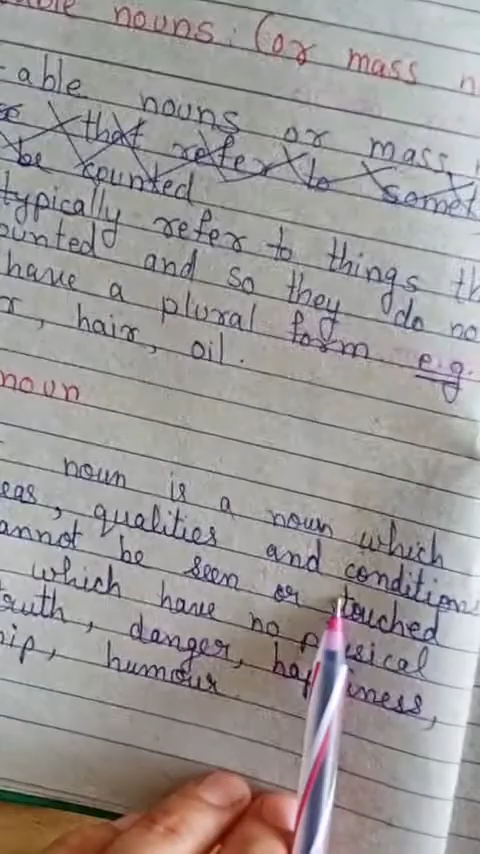 able nouns: (or mass n
-able nouns or mass
that refer to somet
be counted
typically refer to things th
ounted and so they do no
have a plural form e.g.
r, hair, oil.
noun
noun is a noun which
eas, qualities and condition
annot be seen or touched
which have no physical
ruth, danger, happiness,
hip, humour